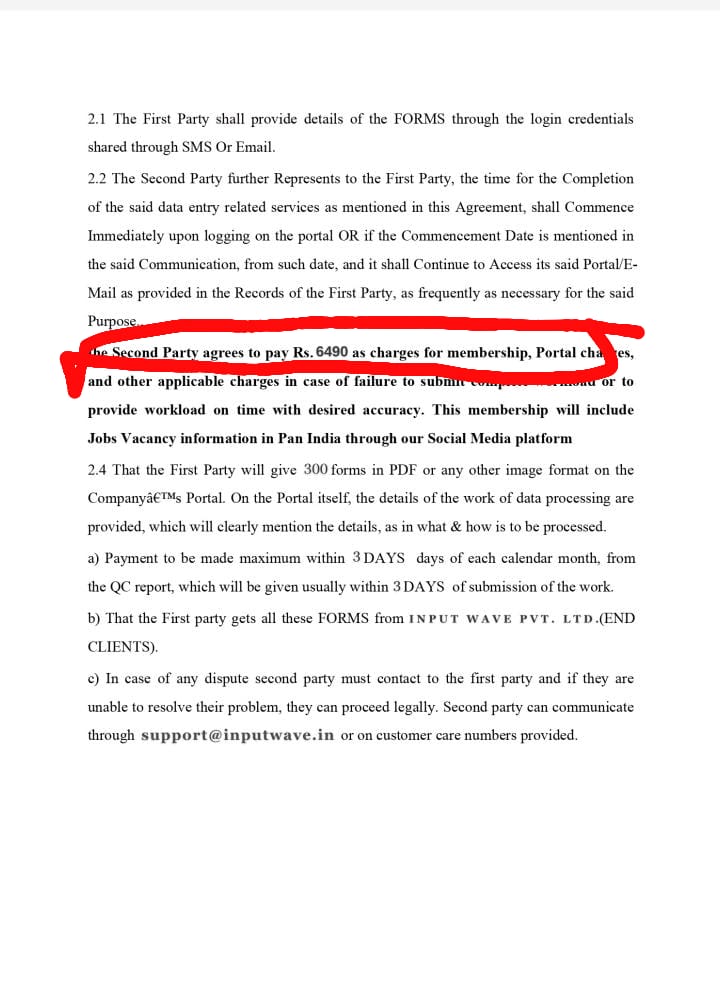 2.1 The First Party shall provide details of the FORMS through the login credentials
shared through SMS Or Email.
2.2 The Second Party further Represents to the First Party, the time for the Completion
of the said data entry related services as mentioned in this Agreement, shall Commence
Immediately upon logging on the portal OR if the Commencement Date is mentioned in
the said Communication, from such date, and it shall Continue to Access its said Portal/E-
Mail as provided in the Records of the First Party, as frequently as necessary for the said
Purpose.
the Second Party agrees to pay Rs. 6490 as charges for membership, Portal
and other applicable charges in case of failure to submit or to
provide workload on time with desired accuracy. This membership will include
Jobs Vacancy information in Pan India through our Social Media platform
2.4 That the First Party will give 300 forms in PDF or any other image format on the
Companyâ€™s Portal. On the Portal itself, the details of the work of data processing are
provided, which will clearly mention the details, as in what & how is to be processed.
a) Payment to be made maximum within 3 DAYS days of each calendar month, from
the QC report, which will be given usually within 3 DAYS of submission of the work.
b) That the First party gets all these FORMS from INPUT WAVE PVT. LTD.(END
CLIENTS).
c) In case of any dispute second party must contact to the first party and if they are
unable to resolve their problem, they can proceed legally. Second party can communicate
through support@inputwave.in or on customer care numbers provided.